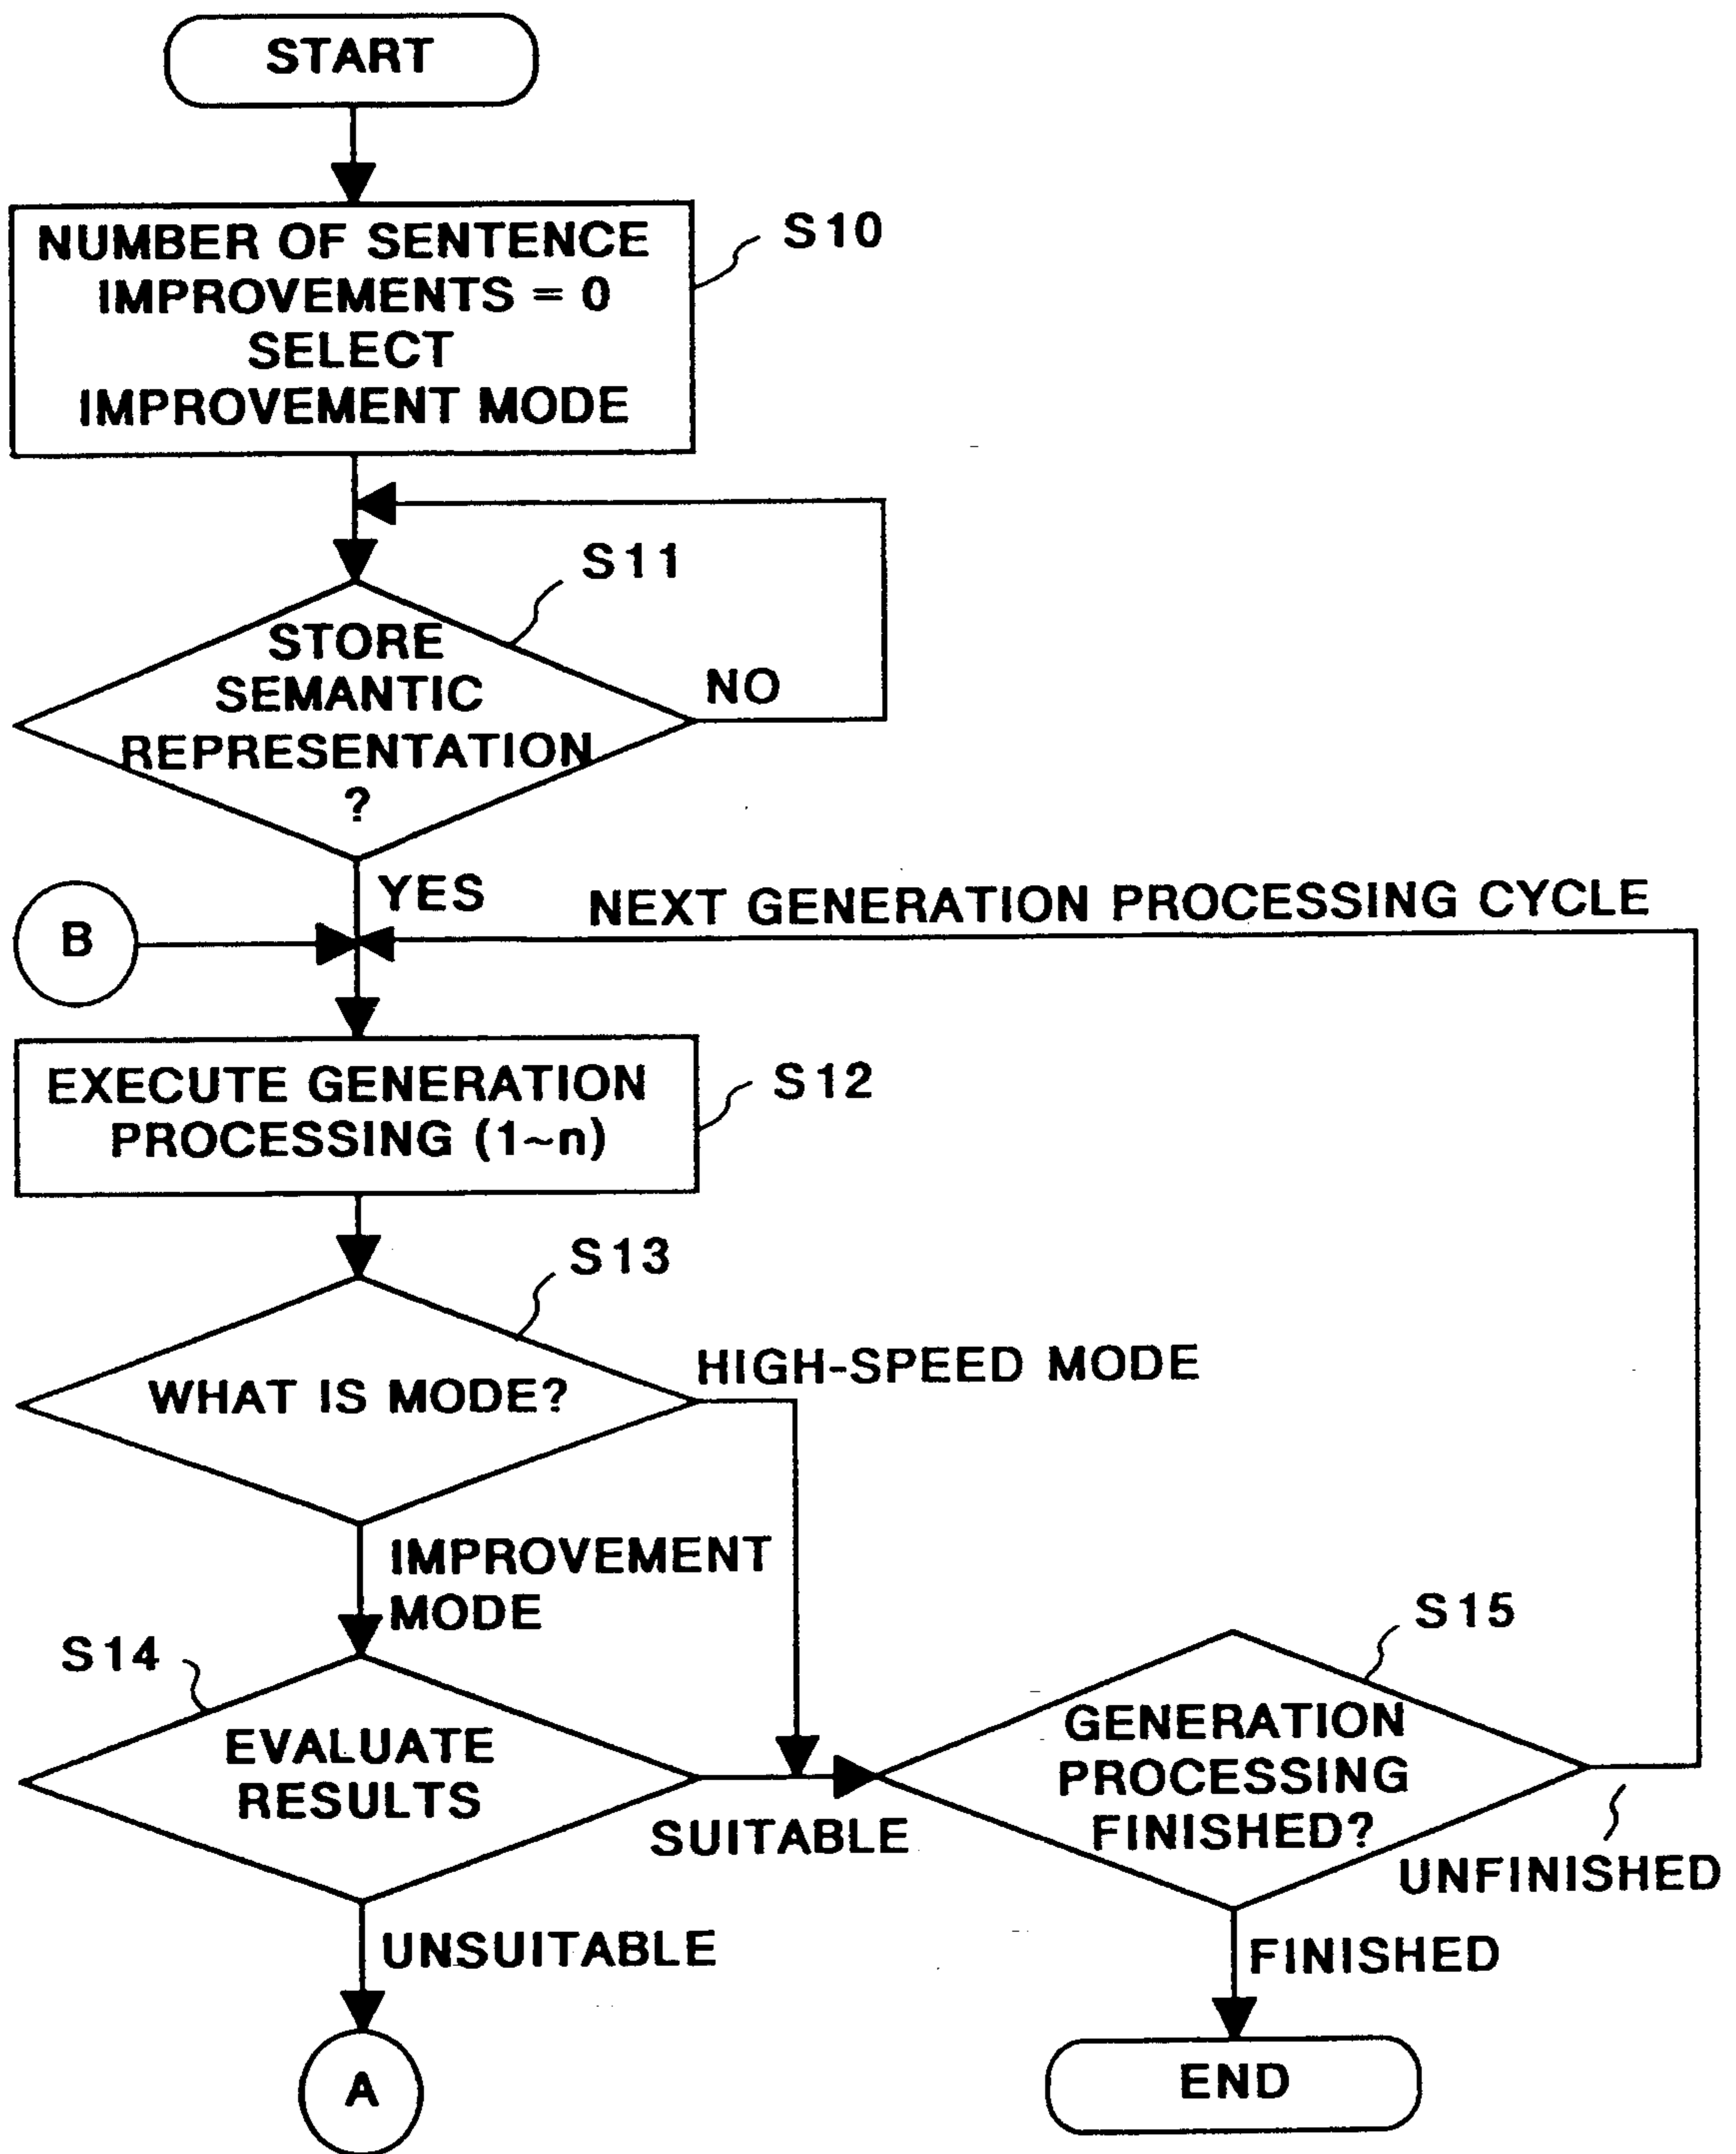 START
NUMBER OF SENTENCE
IMPROVEMENTS = 0
SELECT
IMPROVEMENT MODE
S10
S11
STORE
SEMANTIC
REPRESENTATION
?
NO
YES
B
NEXT GENERATION PROCESSING CYCLE
EXECUTE GENERATION
PROCESSING (1~n)
S12
S13
WHAT IS MODE?
HIGH-SPEED MODE
IMPROVEMENT
MODE
S14
EVALUATE
RESULTS
SUITABLE
S15
GENERATION
PROCESSING
FINISHED?
UNFINISHED
UNSUITABLE
FINISHED
A
END